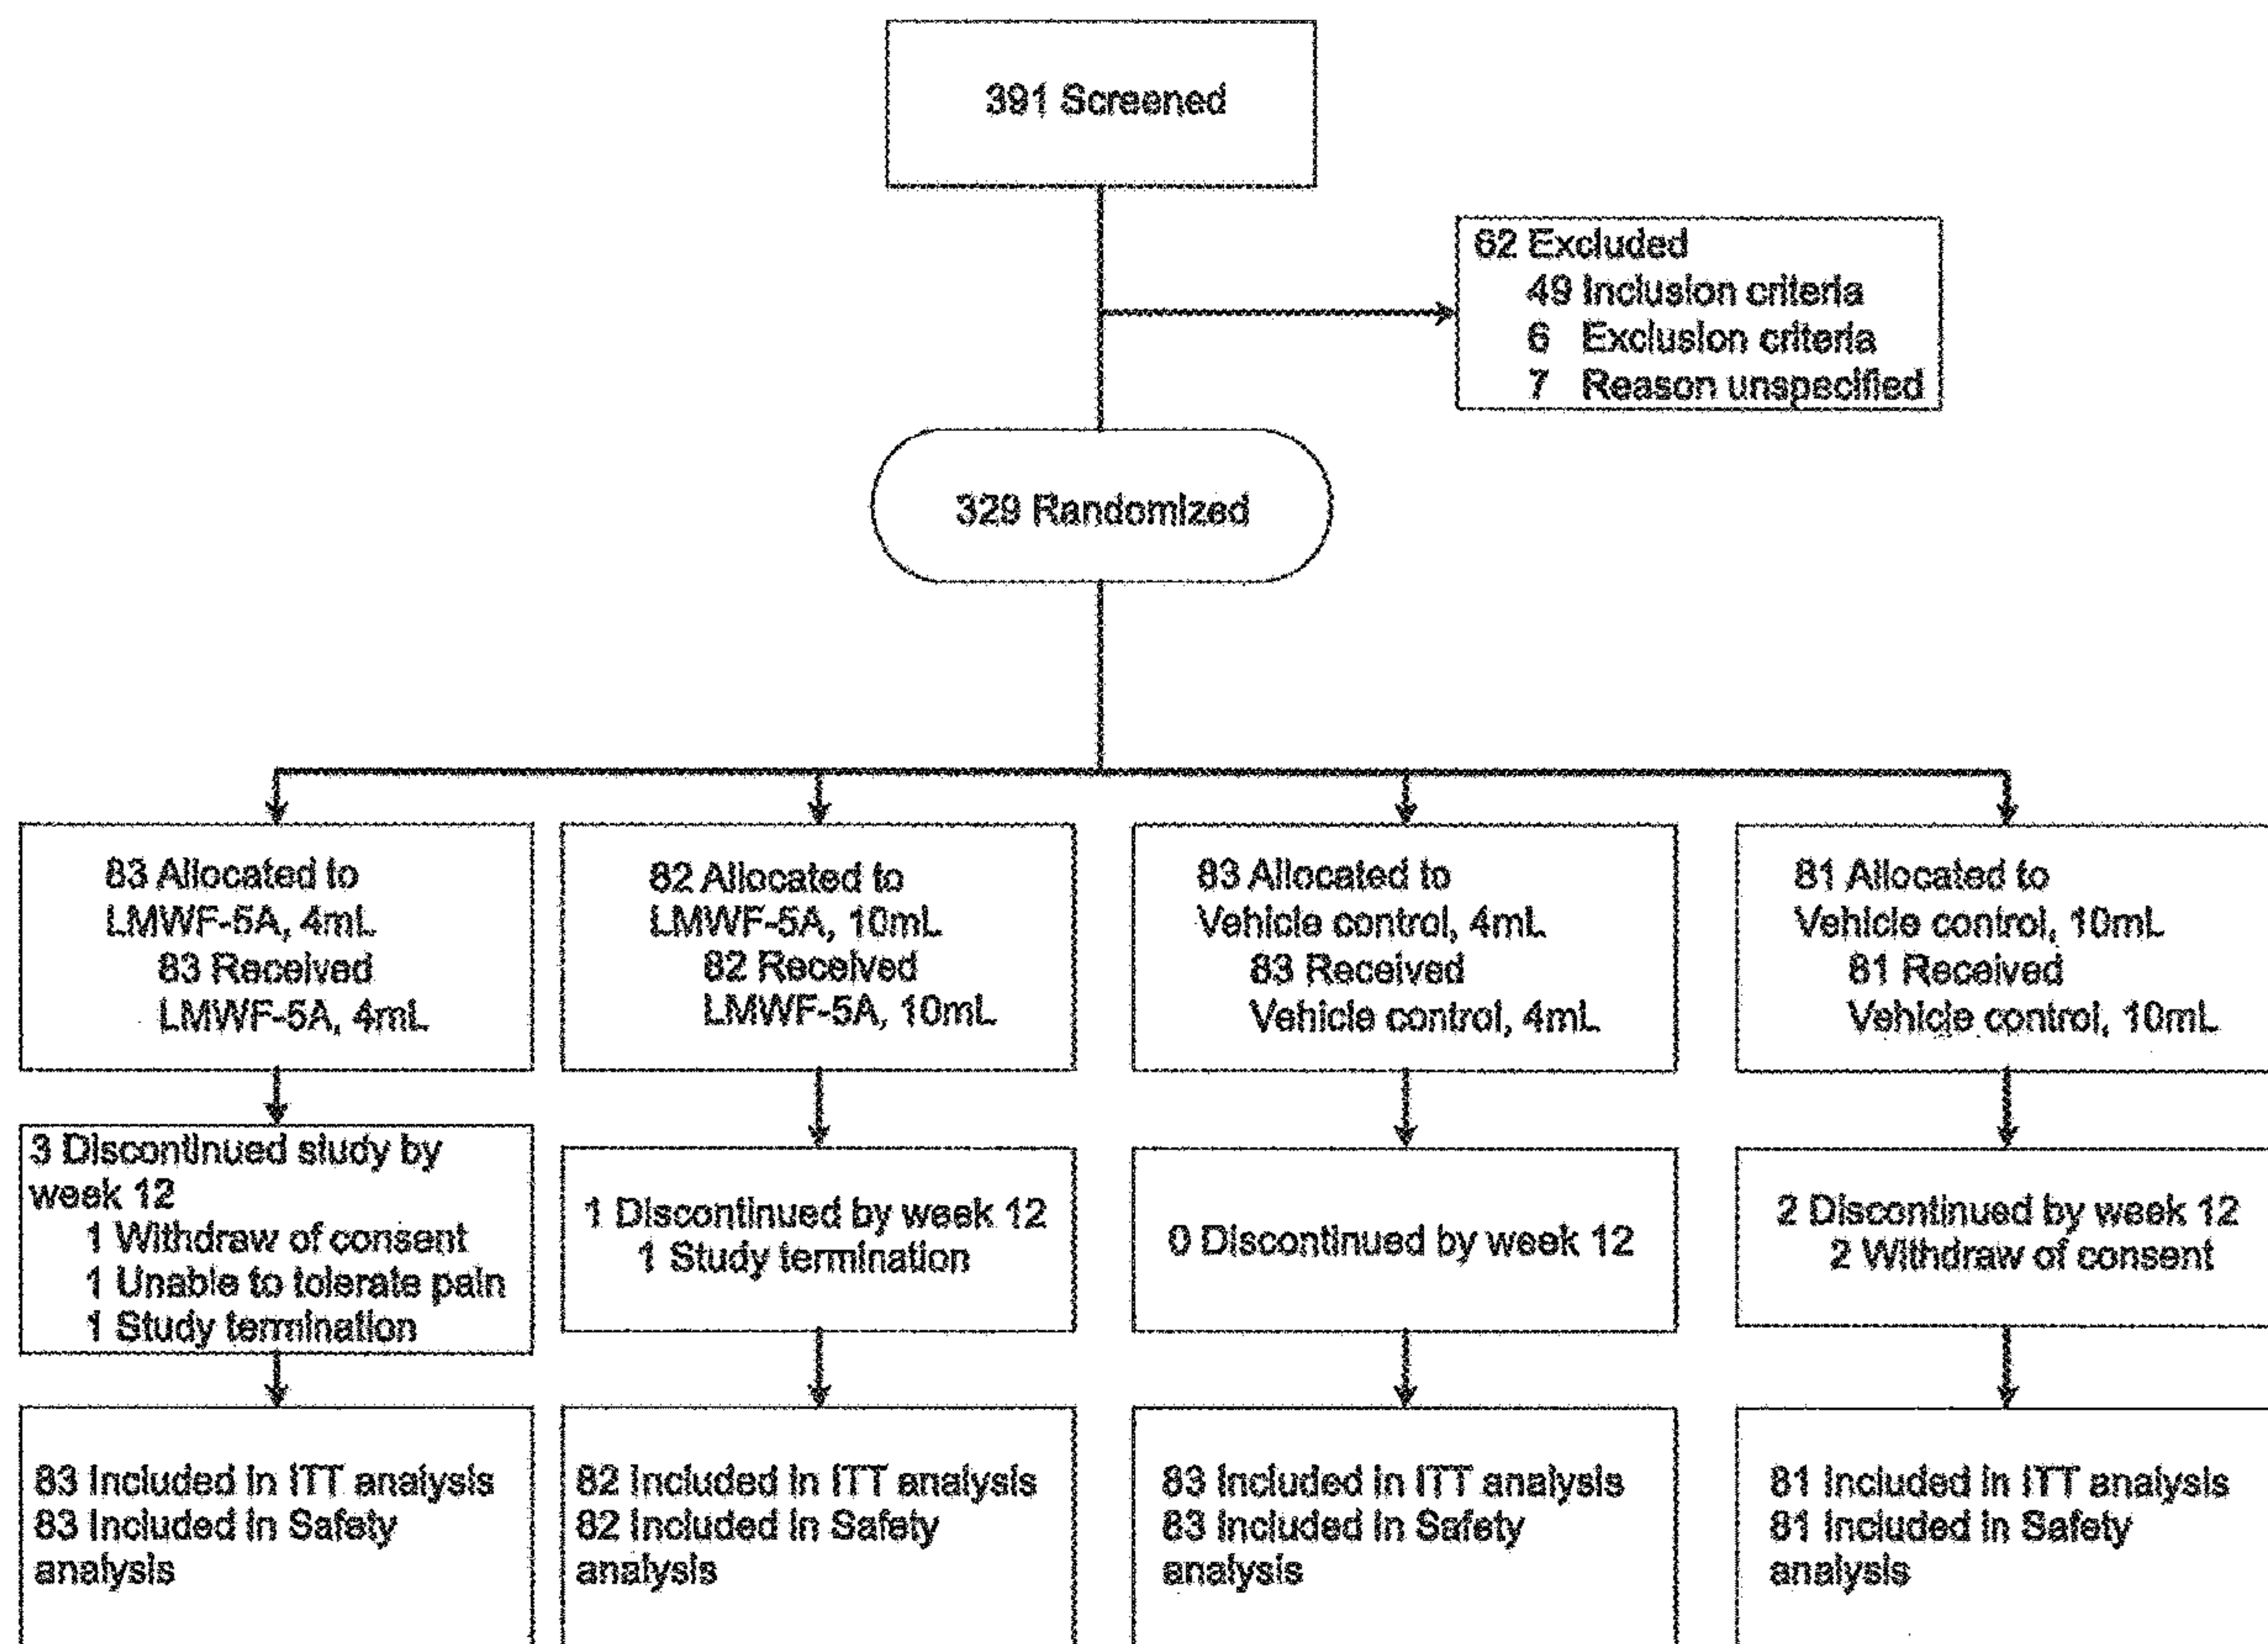 391 Screened
62 Excluded
49 Inclusion criteria
6 Exclusion criteria
7 Reason unspecified
329 Randomized
83 Allocated to
LMWF-5A, 4mL
83 Received
LMWF-5A, 4mL
82 Allocated to
LMWF-5A, 10mL
82 Received
LMWF-5A, 10mL
83 Allocated to
Vehicle control, 4mL
83 Received
Vehicle control, 4mL
81 Allocated to
Vehicle control, 10mL
81 Received
Vehicle control, 10mL
3 Discontinued study by
week 12
1 Withdraw of consent
1 Unable to tolerate pain
1 Study termination
1 Discontinued by week 12
1 Study termination
0 Discontinued by week 12
2 Discontinued by week 12
2 Withdraw of consent
83 Included in ITT analysis
83 Included in Safety
analysis
82 Included in ITT analysis
82 Included in Safety
analysis
83 Included in ITT analysis
83 Included in Safety
analysis
81 Included in ITT analysis
81 Included in Safety
analysis